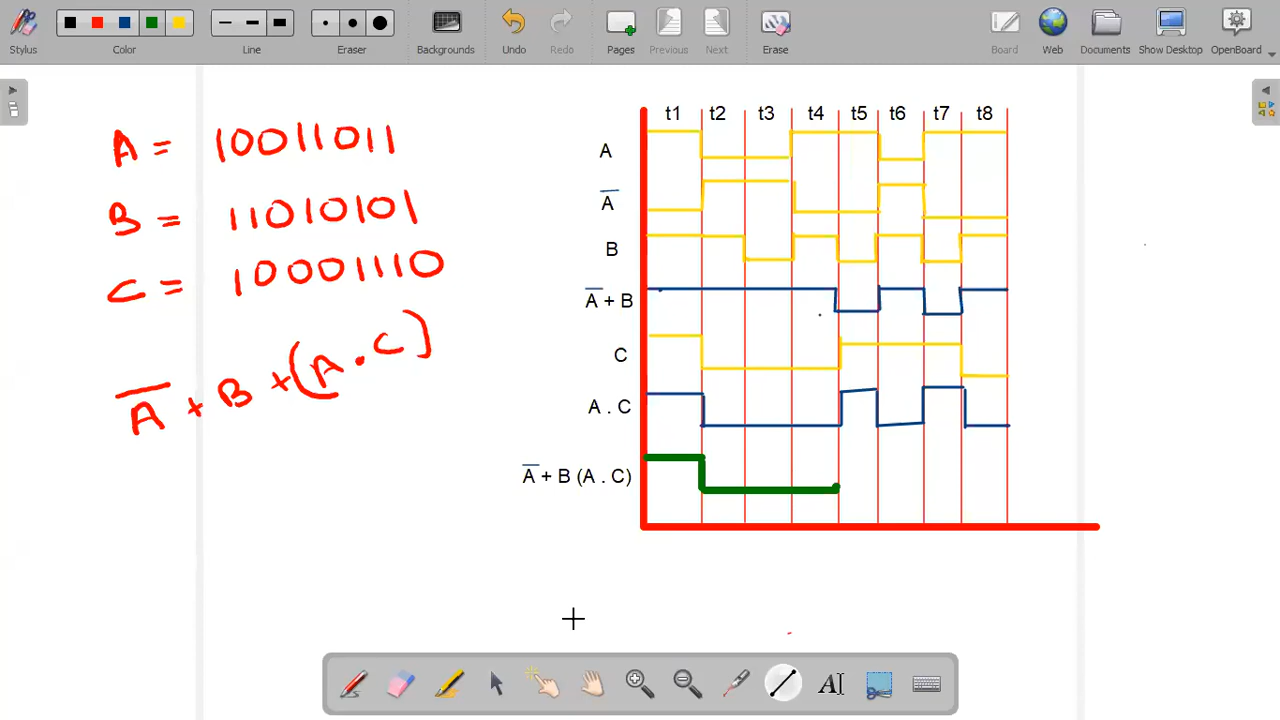 Stylus Color Line Eraser Backgrounds Undo Redo Pages Previous Next Erase Board Web Documents Show Desktop OpenBoard
A = 10011011
B = 11010101
C = 10001110
A̅ + B + (A . C)
t1 t2 t3 t4 t5 t6 t7 t8
A
A̅
B
A̅ + B
C
A . C
A̅ + B (A . C)